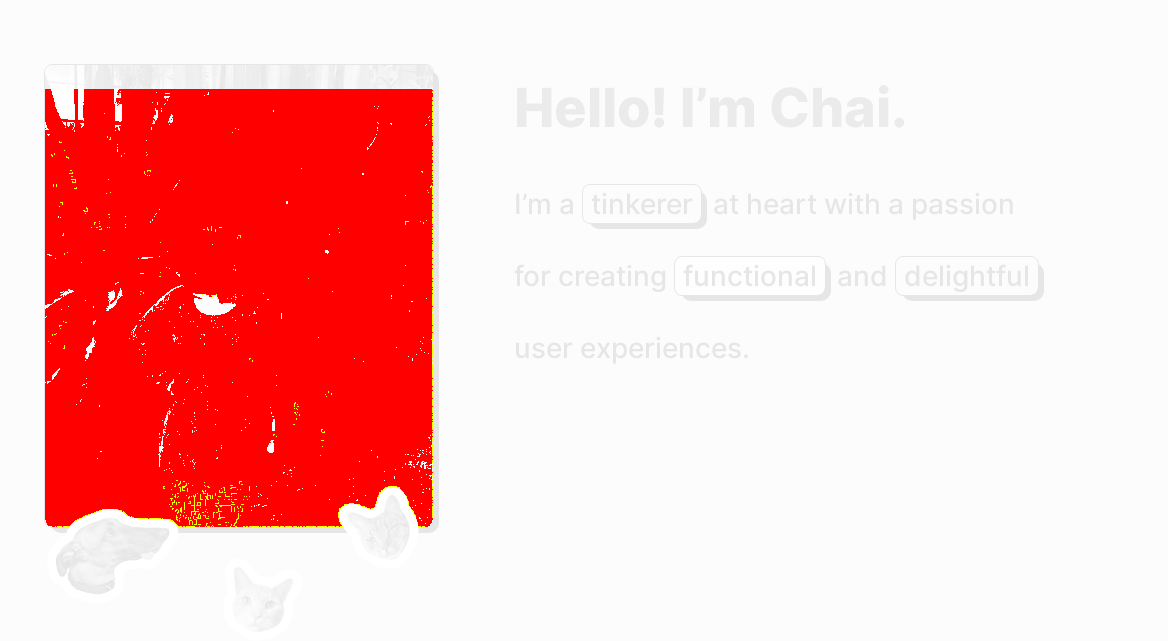 Hello! I’m Chai.
I’m a tinkerer at heart with a passion
for creating functional and delightful
user experiences.